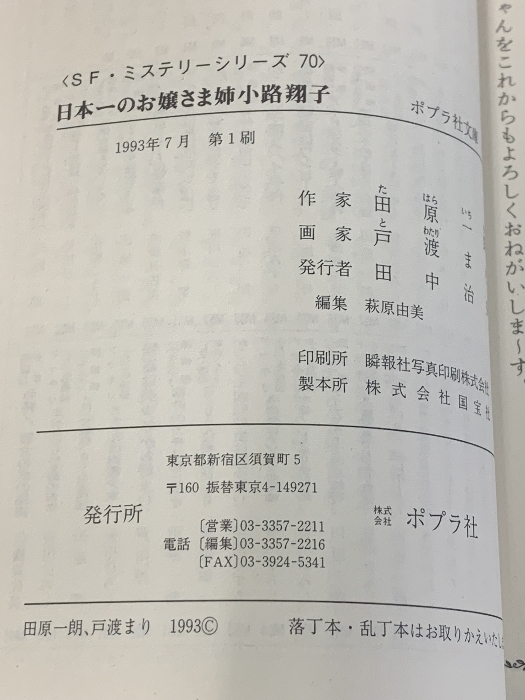 〈SF・ミステリーシリーズ 70〉
日本一のお嬢さま姉小路翔子
ポプラ社文庫
1993年7月 第1刷
作家 田原一
た はら いち
画家 戸渡ま
と わたり
発行者 田中治
編集 萩原由美
印刷所 瞬報社写真印刷株式会社
製本所 株式会社国宝社
東京都新宿区須賀町5
〒160 振替東京4-149271
発行所
株式会社 ポプラ社
電話
〔営業〕03-3357-2211
〔編集〕03-3357-2216
〔FAX〕03-3924-5341
田原一朗、戸渡まり 1993©
落丁本・乱丁本はお取りかえいたし
ゃんをこれからもよろしくおねがいしま〜す